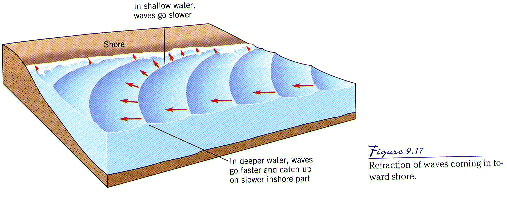 In shallow water,
waves go slower
Shore
In deeper water, waves
go faster and catch up
on slower inshore part
Figure 9.17
Refraction of waves coming in to-
ward shore.